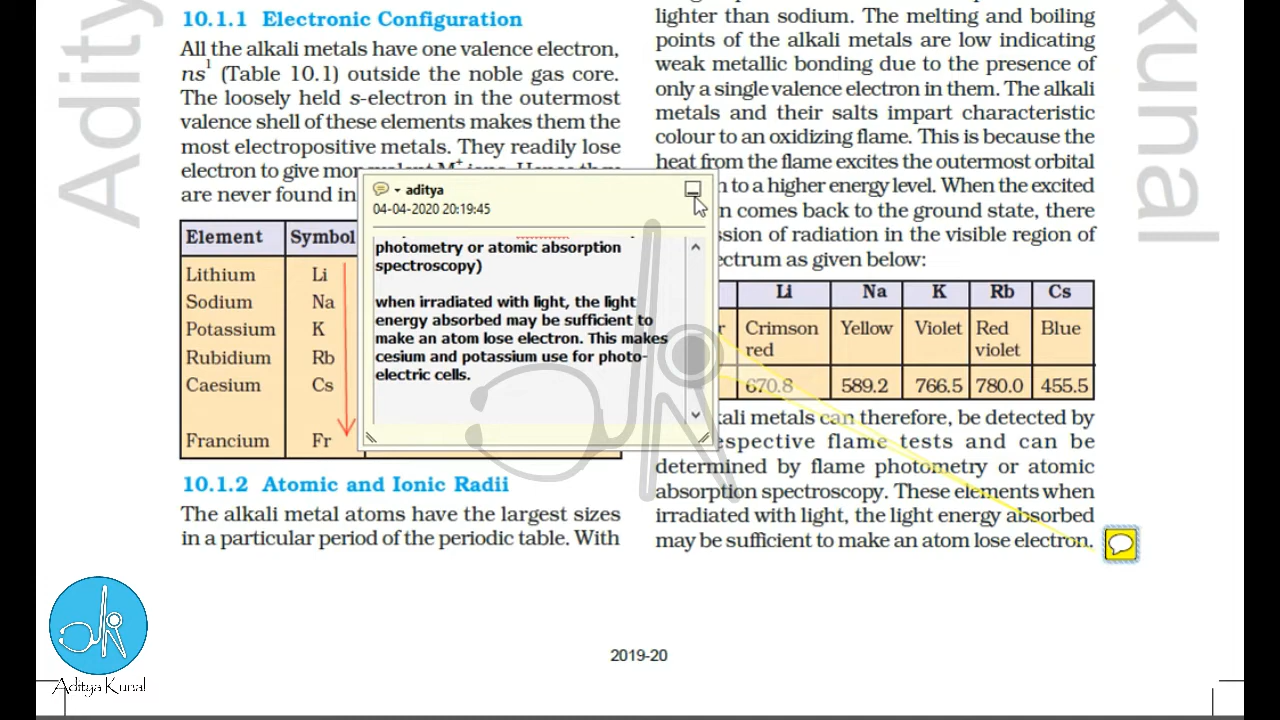 10.1.1 Electronic Configuration
All the alkali metals have one valence electron,
ns1 (Table 10.1) outside the noble gas core.
The loosely held s-electron in the outermost
valence shell of these elements makes them the
most electropositive metals. They readily lose
electron to give monovalent M+ ions. Hence they
are never found in
Element Symbol
Lithium Li
Sodium Na
Potassium K
Rubidium Rb
Caesium Cs
Francium Fr
10.1.2 Atomic and Ionic Radii
The alkali metal atoms have the largest sizes
in a particular period of the periodic table. With
aditya
04-04-2020 20:19:45
photometry or atomic absorption
spectroscopy)
when irradiated with light, the light
energy absorbed may be sufficient to
make an atom lose electron. This makes
cesium and potassium use for photo-
electric cells.
lighter than sodium. The melting and boiling
points of the alkali metals are low indicating
weak metallic bonding due to the presence of
only a single valence electron in them. The alkali
metals and their salts impart characteristic
colour to an oxidizing flame. This is because the
heat from the flame excites the outermost orbital
n to a higher energy level. When the excited
n comes back to the ground state, there
ssion of radiation in the visible region of
ectrum as given below:
Li Na K Rb Cs
r Crimson Yellow Violet Red Blue
red violet
670.8 589.2 766.5 780.0 455.5
kali metals can therefore, be detected by
espective flame tests and can be
determined by flame photometry or atomic
absorption spectroscopy. These elements when
irradiated with light, the light energy absorbed
may be sufficient to make an atom lose electron.
2019-20
Aditya Kunal
Adity
kunal